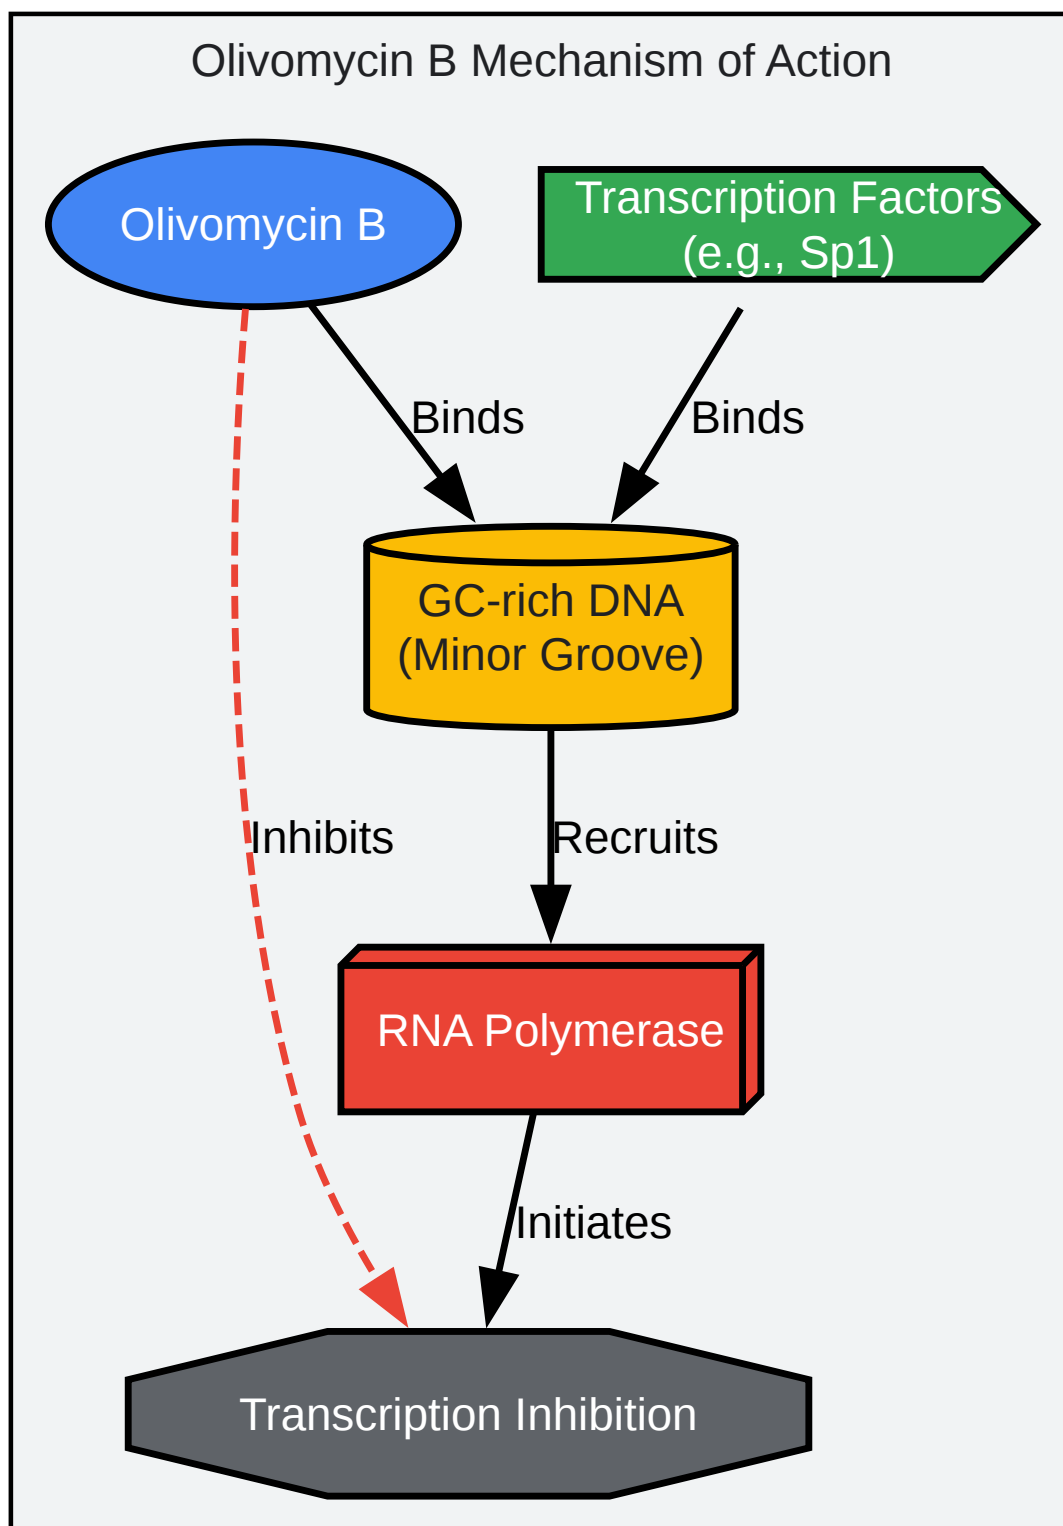 Olivomycin B Mechanism of Action
Olivomycin B
Transcription Factors
(e.g., Sp1)
Binds
Binds
GC-rich DNA
(Minor Groove)
Inhibits
Recruits
RNA Polymerase
Initiates
Transcription Inhibition